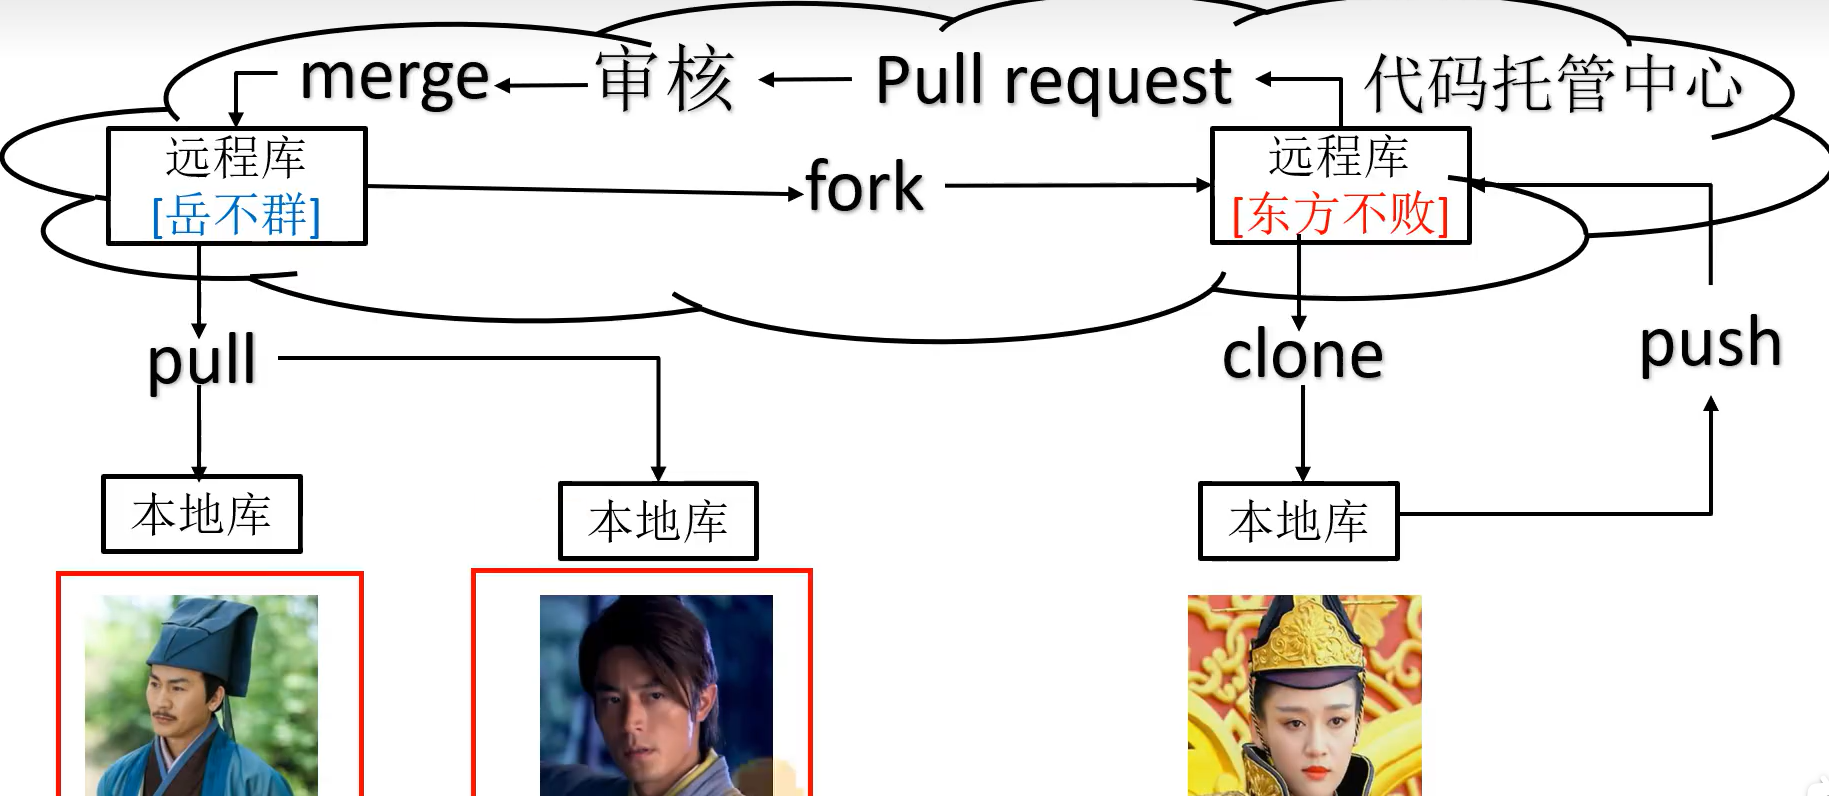 merge
审核
Pull request
代码托管中心
远程库
[岳不群]
fork
远程库
[东方不败]
pull
clone
push
本地库
本地库
本地库